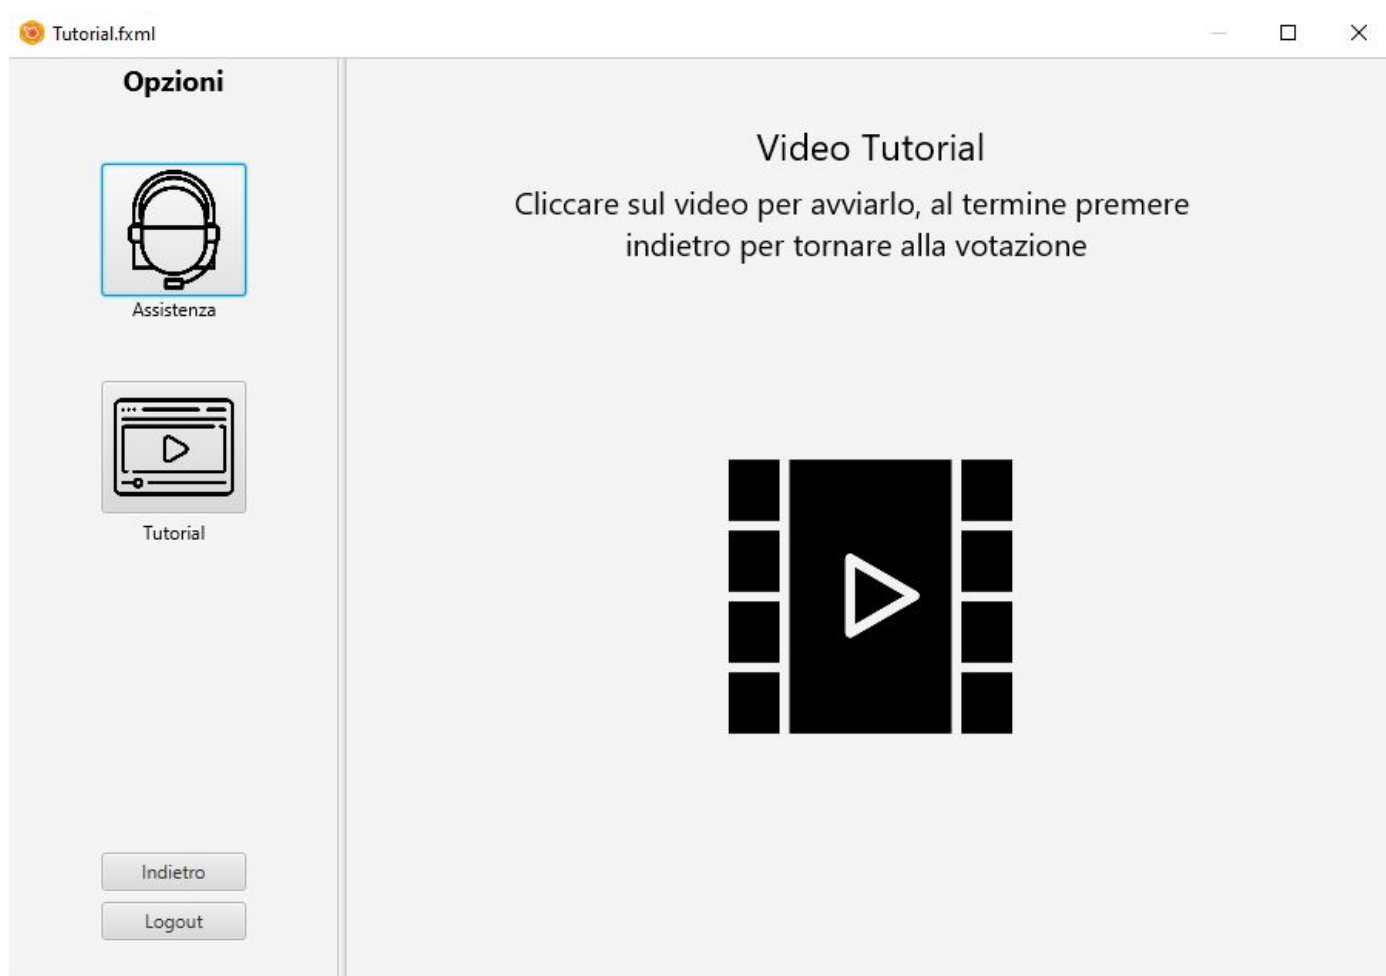 Tutorial.fxml
Opzioni
Assistenza
Tutorial
Indietro
Logout
Video Tutorial
Cliccare sul video per avviarlo, al termine premere
indietro per tornare alla votazione